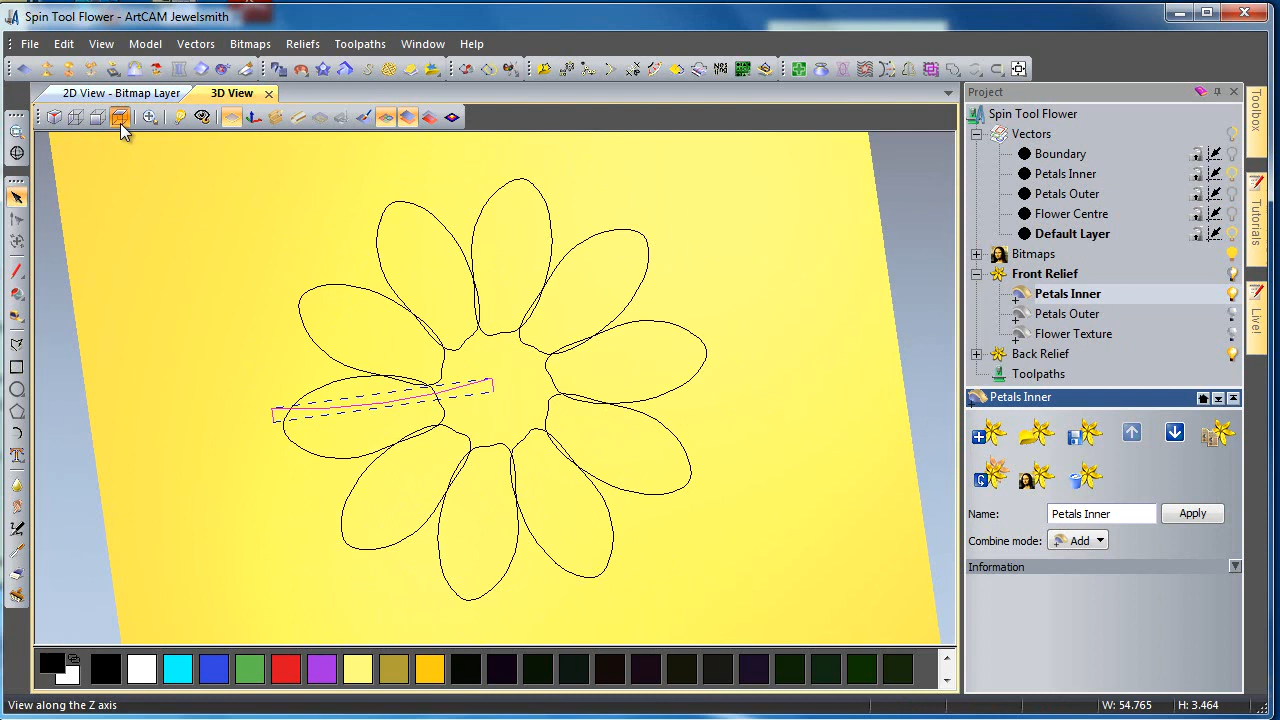 Spin Tool Flower - ArtCAM Jewelsmith
File Edit View Model Vectors Bitmaps Reliefs Toolpaths Window Help
2D View - Bitmap Layer 3D View
Project
Spin Tool Flower
Vectors
Boundary
Petals Inner
Petals Outer
Flower Centre
Default Layer
Bitmaps
Front Relief
Petals Inner
Petals Outer
Flower Texture
Back Relief
Toolpaths
Petals Inner
Name: Petals Inner Apply
Combine mode: Add
Information
Toolbox
Tutorials
Live!
View along the Z axis W: 54.765 H: 3.464